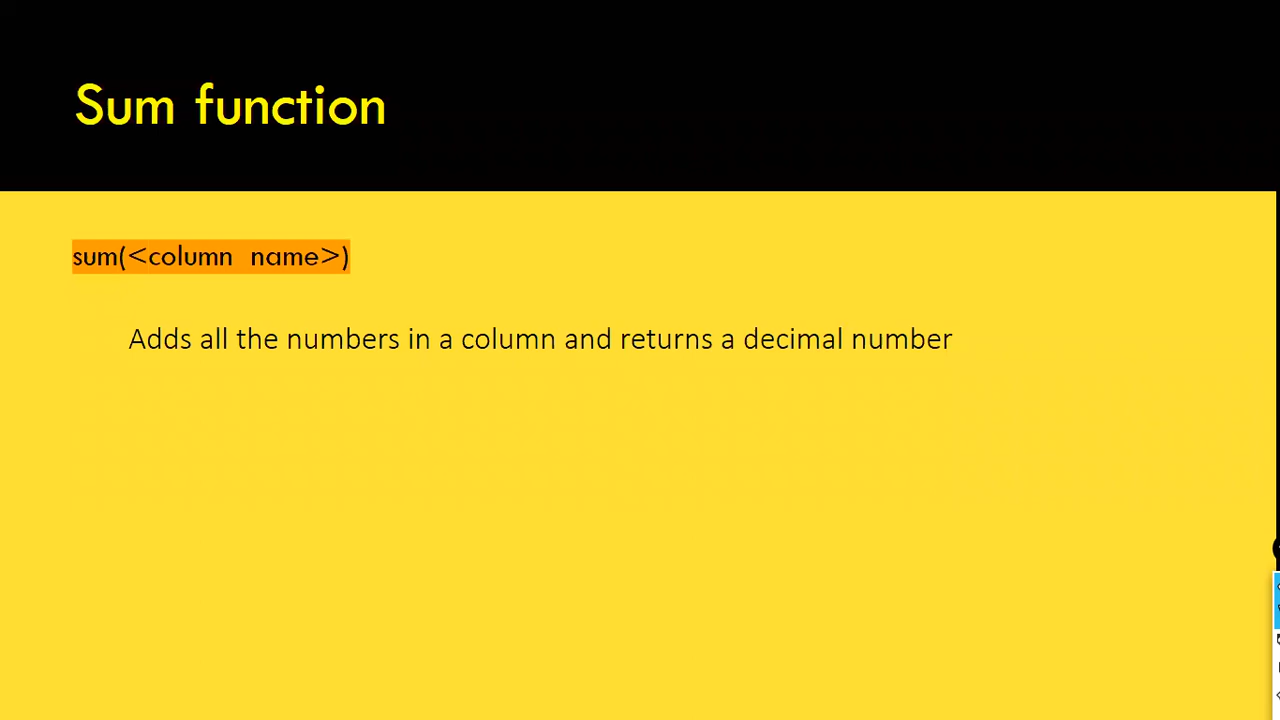 Sum function
sum(<column name>)
Adds all the numbers in a column and returns a decimal number